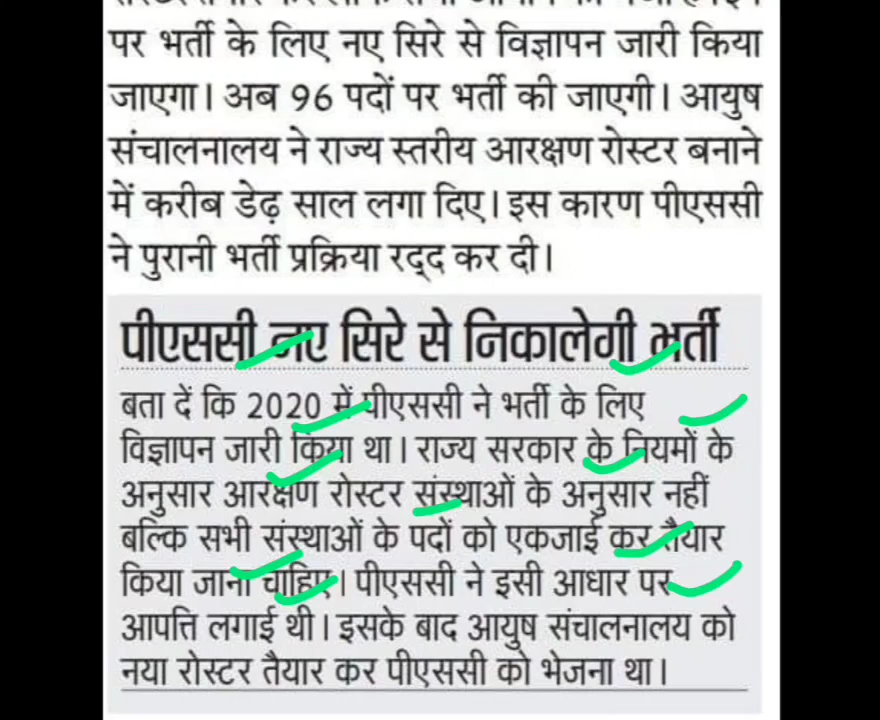 पर भर्ती के लिए नए सिरे से विज्ञापन जारी किया
जाएगा। अब 96 पदों पर भर्ती की जाएगी। आयुष
संचालनालय ने राज्य स्तरीय आरक्षण रोस्टर बनाने
में करीब डेढ़ साल लगा दिए। इस कारण पीएससी
ने पुरानी भर्ती प्रक्रिया रद्द कर दी।
पीएससी नए सिरे से निकालेगी भर्ती
बता दें कि 2020 में पीएससी ने भर्ती के लिए
विज्ञापन जारी किया था। राज्य सरकार के नियमों के
अनुसार आरक्षण रोस्टर संस्थाओं के अनुसार नहीं
बल्कि सभी संस्थाओं के पदों को एकजाई कर तैयार
किया जाना चाहिए। पीएससी ने इसी आधार पर
आपत्ति लगाई थी। इसके बाद आयुष संचालनालय को
नया रोस्टर तैयार कर पीएससी को भेजना था।